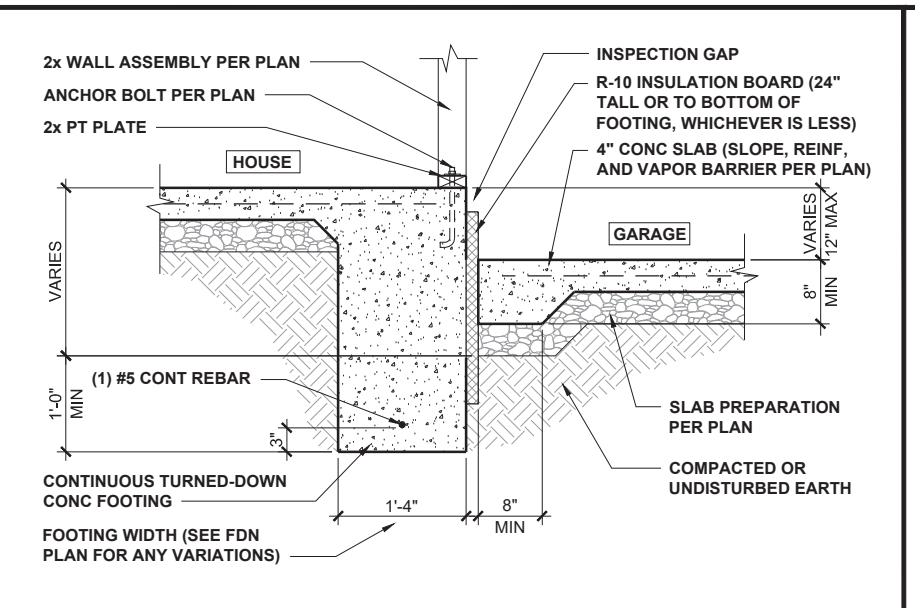 2x WALL ASSEMBLY PER PLAN
ANCHOR BOLT PER PLAN
2x PT PLATE
HOUSE
INSPECTION GAP
R-10 INSULATION BOARD (24"
TALL OR TO BOTTOM OF
FOOTING, WHICHEVER IS LESS)
4" CONC SLAB (SLOPE, REINF,
AND VAPOR BARRIER PER PLAN)
GARAGE
VARIES
12" MAX
8"
MIN
VARIES
1'-0"
MIN
(1) #5 CONT REBAR
3"
SLAB PREPARATION
PER PLAN
COMPACTED OR
UNDISTURBED EARTH
CONTINUOUS TURNED-DOWN
CONC FOOTING
1'-4"
8"
MIN
FOOTING WIDTH (SEE FDN
PLAN FOR ANY VARIATIONS)